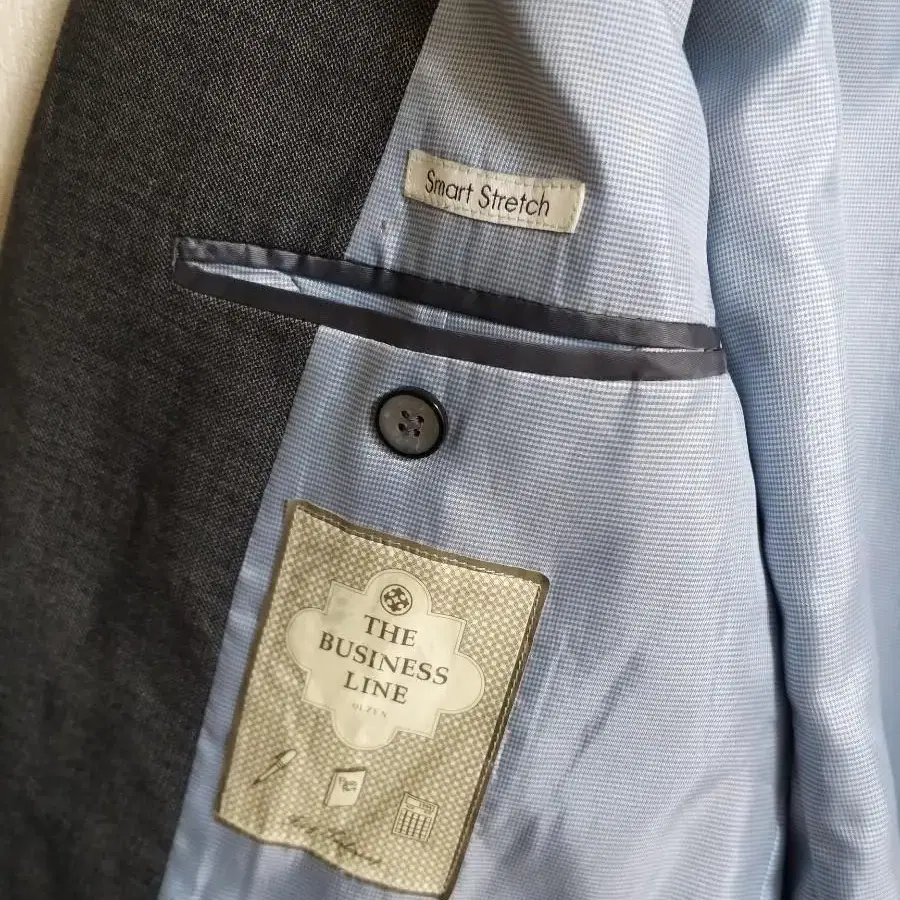 Smart Stretch
THE
BUSINESS
LINE
OLZEN